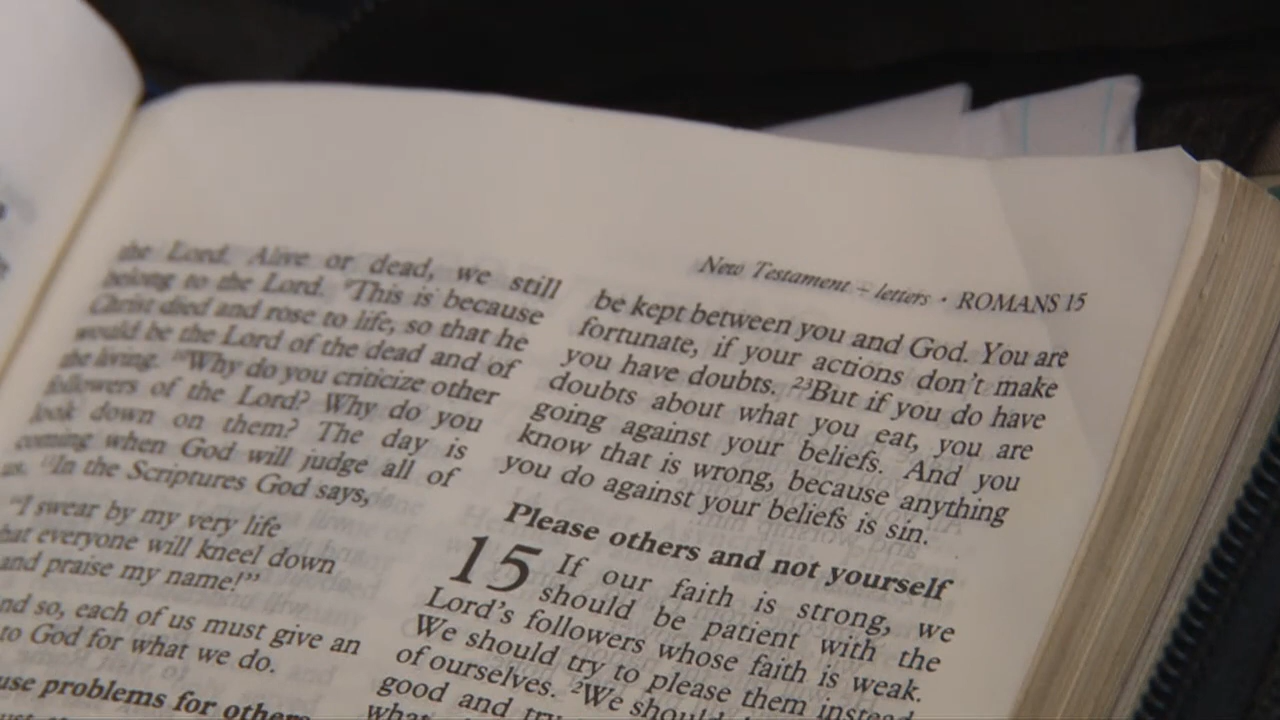 the Lord. Alive or dead, we still
belong to the Lord. ⁹This is because
Christ died and rose to life, so that he
would be the Lord of the dead and of
the living. ¹⁰Why do you criticize other
followers of the Lord? Why do you
look down on them? The day is
coming when God will judge all of
us. ¹¹In the Scriptures God says,
"I swear by my very life
that everyone will kneel down
and praise my name!"
and so, each of us must give an
to God for what we do.
use problems for others
New Testament – letters · ROMANS 15
be kept between you and God. You are
fortunate, if your actions don't make
you have doubts. ²³But if you do have
doubts about what you eat, you are
going against your beliefs. And you
know that is wrong, because anything
you do against your beliefs is sin.
Please others and not yourself
15 If our faith is strong, we
should be patient with the
Lord's followers whose faith is weak.
We should try to please them instead
of ourselves. ²We should
good and try
what